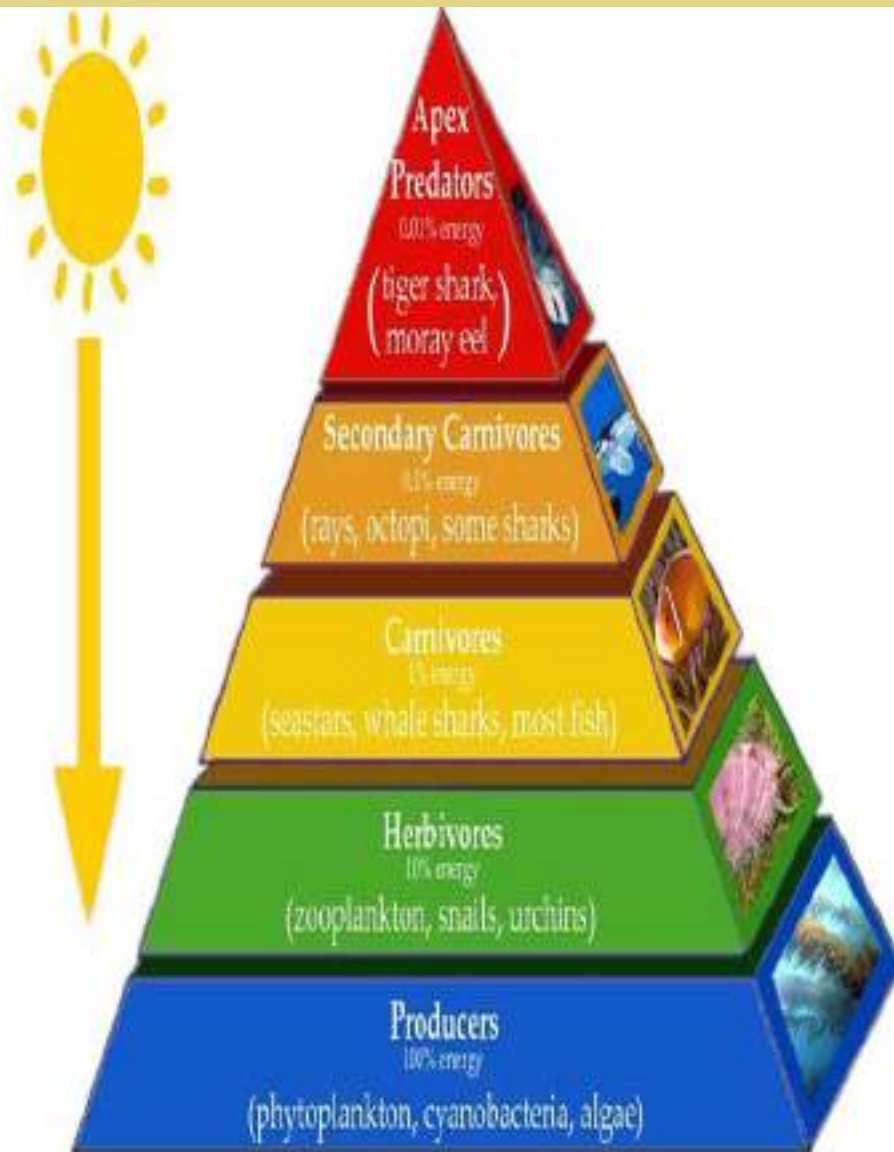 Apex
Predators
0.01% energy
(tiger shark,
moray eel)
Secondary Carnivores
0.1% energy
(rays, octopi, some sharks)
Carnivores
1% energy
(seastars, whale sharks, most fish)
Herbivores
10% energy
(zooplankton, snails, urchins)
Producers
100% energy
(phytoplankton, cyanobacteria, algae)